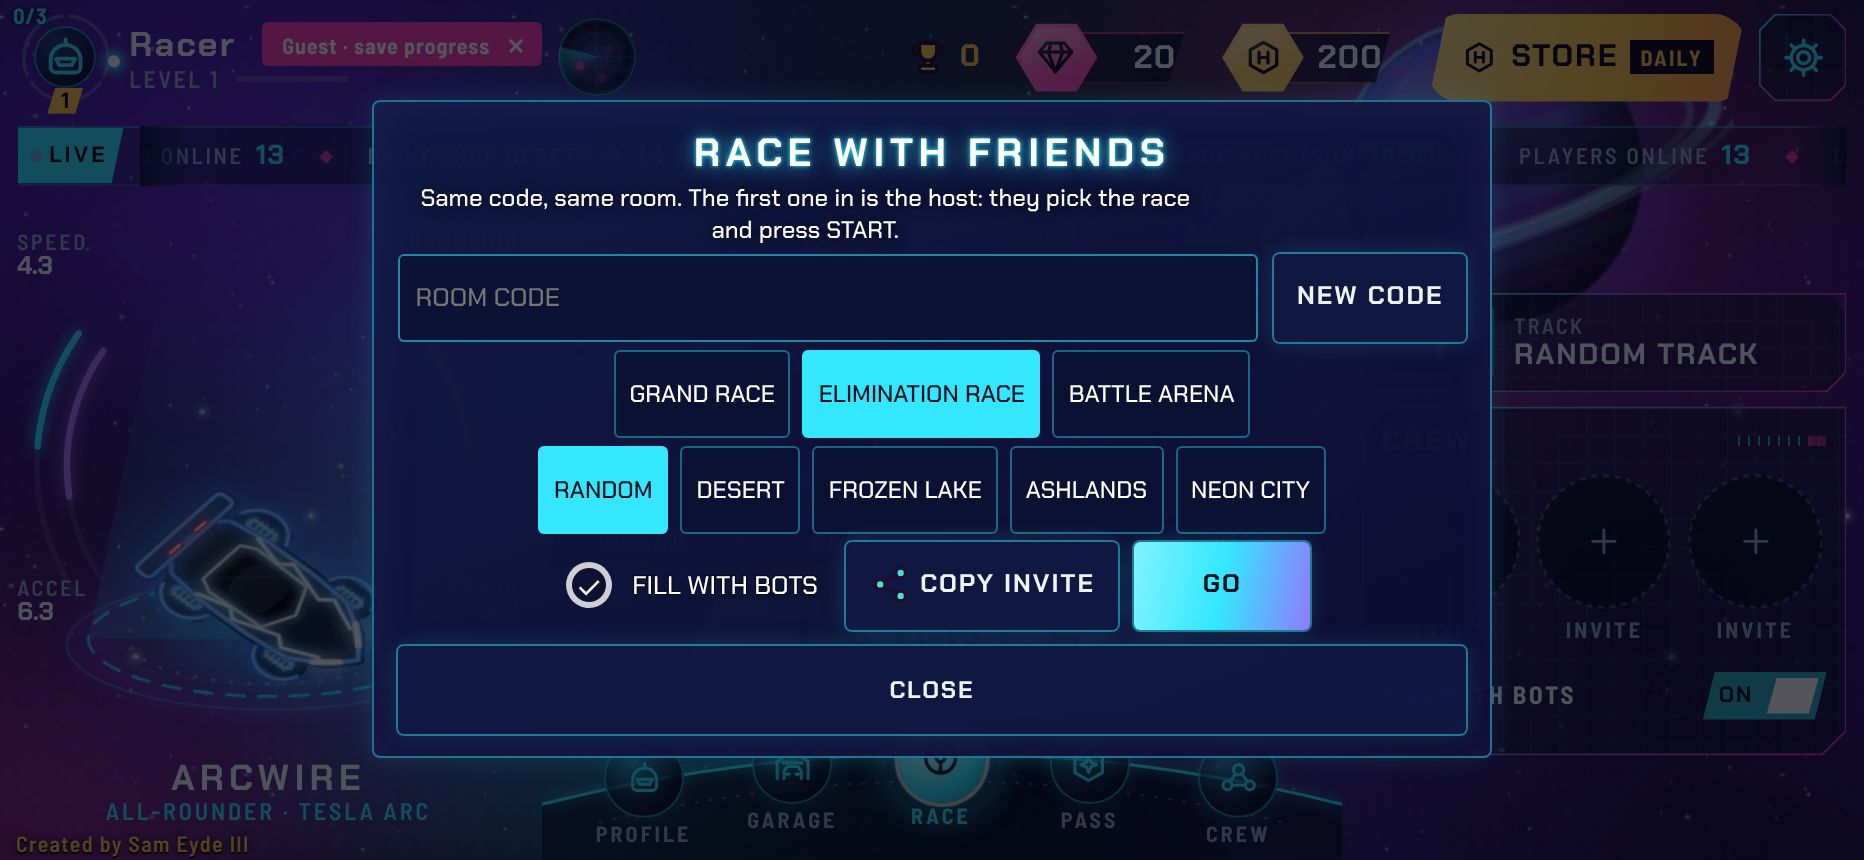 0/3
Racer
LEVEL 1
1
Guest · save progress ×
0
20
200
STORE DAILY
LIVE
S ONLINE 13
PLAYERS ONLINE 13
RACE WITH FRIENDS
Same code, same room. The first one in is the host: they pick the race
and press START.
SPEED
4.3
ROOM CODE
NEW CODE
TRACK
RANDOM TRACK
GRAND RACE
ELIMINATION RACE
BATTLE ARENA
CREW
RANDOM
DESERT
FROZEN LAKE
ASHLANDS
NEON CITY
ACCEL
6.3
FILL WITH BOTS
COPY INVITE
GO
INVITE
INVITE
CLOSE
H BOTS
ON
ARCWIRE
ALL-ROUNDER · TESLA ARC
Created by Sam Eyde III
PROFILE
GARAGE
RACE
PASS
CREW